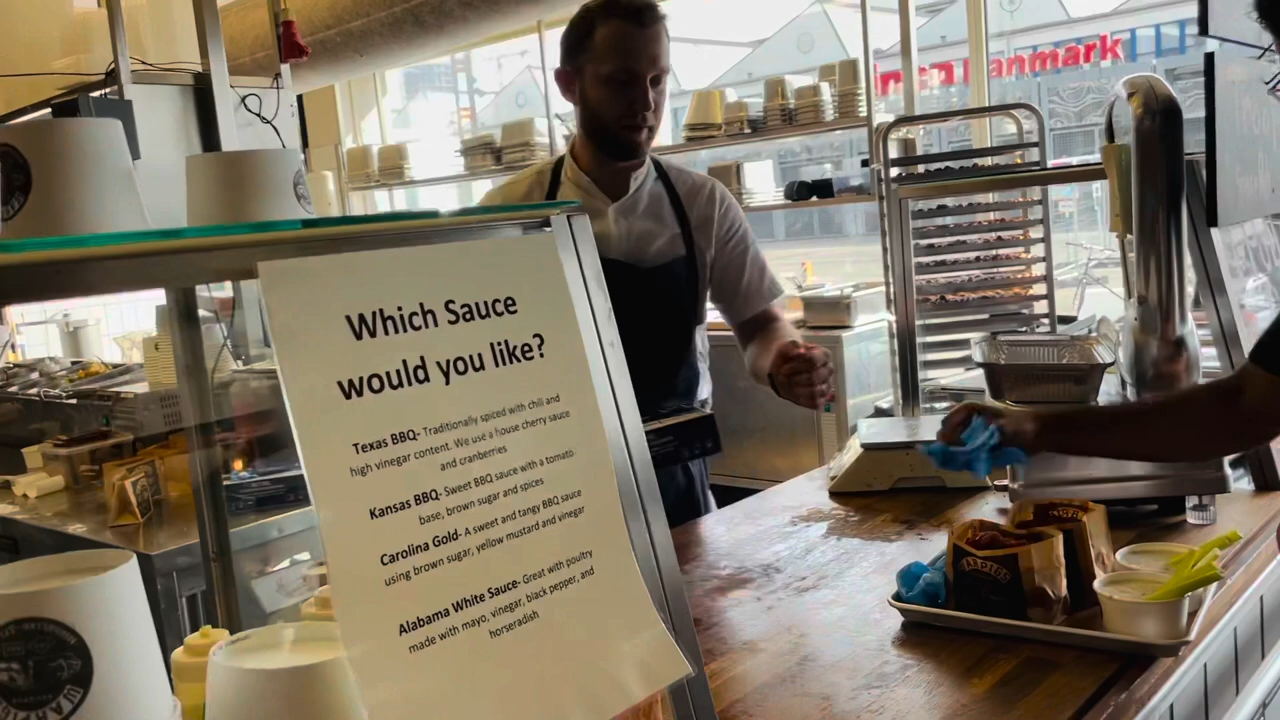 Which Sauce
would you like?
Texas BBQ- Traditionally spiced with chili and
high vinegar content. We use a house cherry sauce
and cranberries
Kansas BBQ- Sweet BBQ sauce with a tomato
base, brown sugar and spices
Carolina Gold- A sweet and tangy BBQ sauce
using brown sugar, yellow mustard and vinegar
Alabama White Sauce- Great with poultry
made with mayo, vinegar, black pepper, and
horseradish
Danmark
WARPIGS
WARPIGS